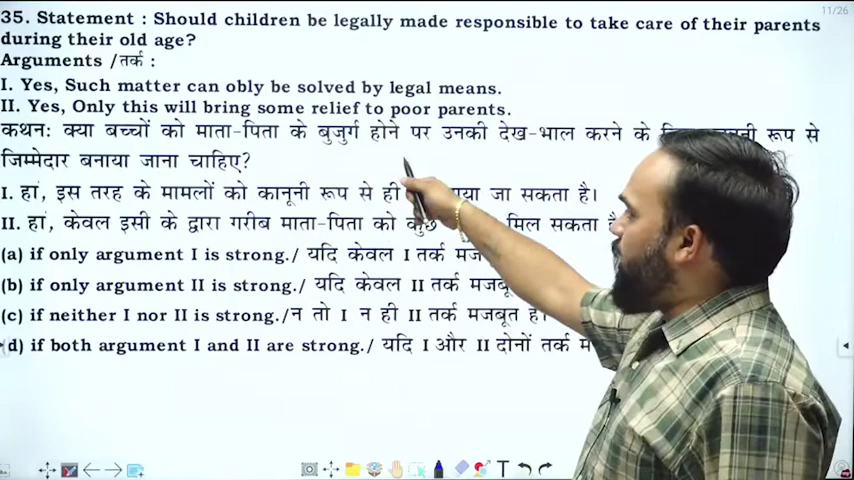 11/26
35. Statement : Should children be legally made responsible to take care of their parents
during their old age?
Arguments /तर्क :
I. Yes, Such matter can obly be solved by legal means.
II. Yes, Only this will bring some relief to poor parents.
कथन: क्या बच्चों को माता-पिता के बुजुर्ग होने पर उनकी देख-भाल करने के रूप से
जिम्मेदार बनाया जाना चाहिए?
I. हां, इस तरह के मामलों को कानूनी रूप से ही जा सकता है।
II. हां, केवल इसी के द्वारा गरीब माता-पिता को कुछ मिल सकता
(a) if only argument I is strong./ यदि केवल I तर्क
(b) if only argument II is strong./ यदि केवल II तर्क
(c) if neither I nor II is strong./न तो I न ही II तर्क मजबूत है।
d) if both argument I and II are strong./ यदि I और II दोनों तर्क